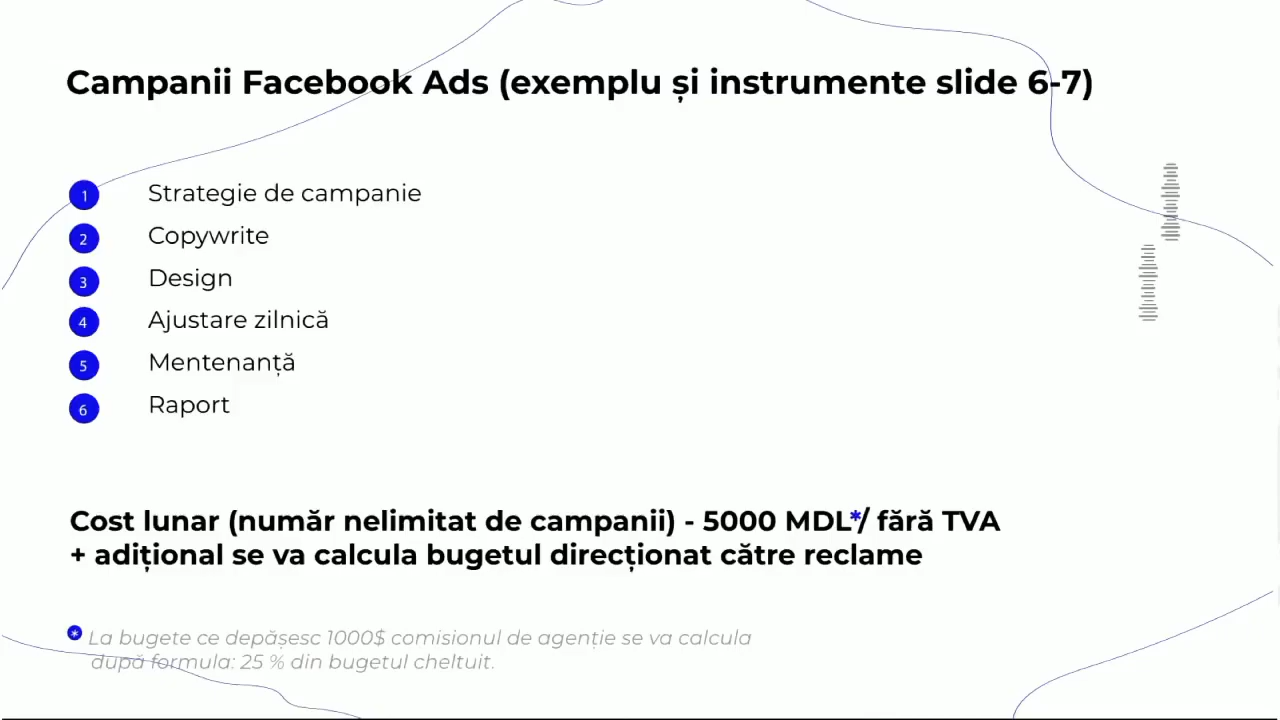 Campanii Facebook Ads (exemplu și instrumente slide 6-7)
1 Strategie de campanie
2 Copywrite
3 Design
4 Ajustare zilnică
5 Mentenanță
6 Raport
Cost lunar (număr nelimitat de campanii) - 5000 MDL*/ fără TVA
+ adițional se va calcula bugetul direcționat către reclame
* La bugete ce depășesc 1000$ comisionul de agenție se va calcula
după formula: 25 % din bugetul cheltuit.